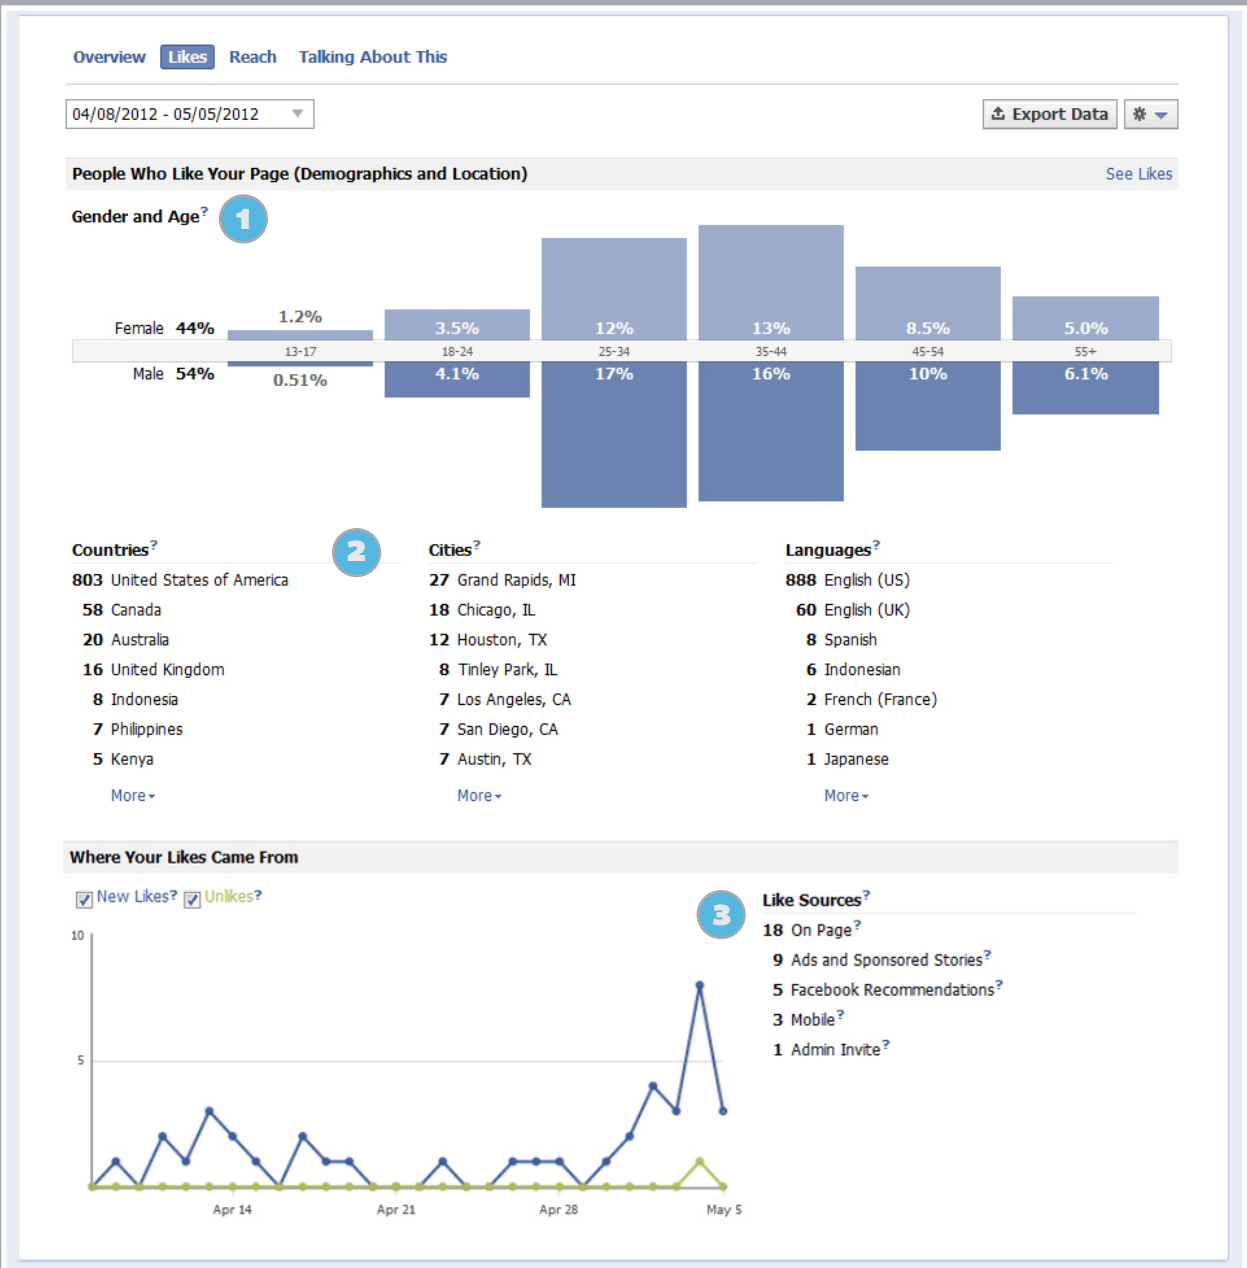 Overview Likes Reach Talking About This
04/08/2012 - 05/05/2012 Export Data
People Who Like Your Page (Demographics and Location) See Likes
Gender and Age? 1
1.2%
Female 44% 3.5% 12% 13% 8.5% 5.0%
13-17 18-24 25-34 35-44 45-54 55+
Male 54% 0.51% 4.1% 17% 16% 10% 6.1%
Countries? 2 Cities? Languages?
803 United States of America 27 Grand Rapids, MI 888 English (US)
58 Canada 18 Chicago, IL 60 English (UK)
20 Australia 12 Houston, TX 8 Spanish
16 United Kingdom 8 Tinley Park, IL 6 Indonesian
8 Indonesia 7 Los Angeles, CA 2 French (France)
7 Philippines 7 San Diego, CA 1 German
5 Kenya 7 Austin, TX 1 Japanese
More More More
Where Your Likes Came From
New Likes? Unlikes? 3 Like Sources?
18 On Page?
9 Ads and Sponsored Stories?
5 Facebook Recommendations?
3 Mobile?
1 Admin Invite?
10
5
Apr 14 Apr 21 Apr 28 May 5